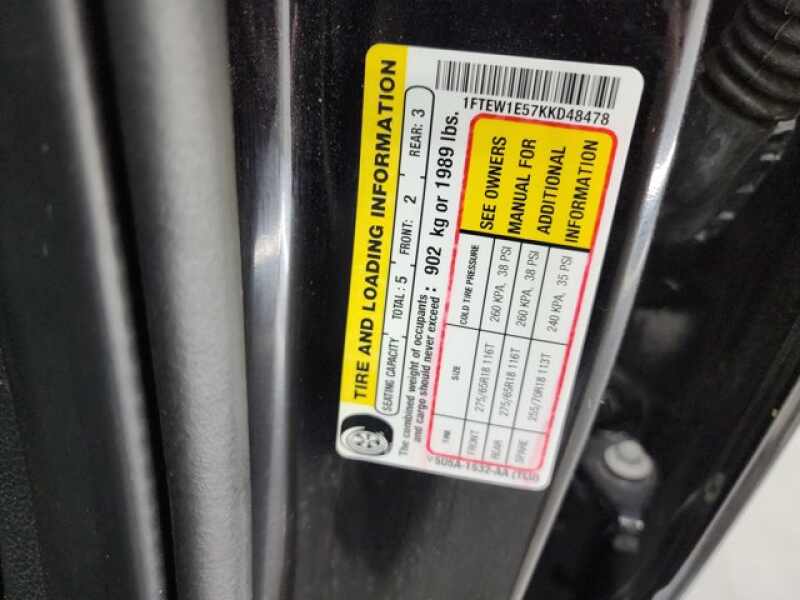 1FTEW1E57KKD48478
TIRE AND LOADING INFORMATION
SEATING CAPACITY TOTAL: 5 FRONT: 2 REAR: 3
The combined weight of occupants and cargo should never exceed: 902 kg or 1989 lbs.
TIRE SIZE COLD TIRE PRESSURE
FRONT 275/65R18 116T 260 KPA, 38 PSI
REAR 275/65R18 116T 260 KPA, 38 PSI
SPARE 255/70R18 113T 240 KPA, 35 PSI
SEE OWNERS
MANUAL FOR
ADDITIONAL
INFORMATION